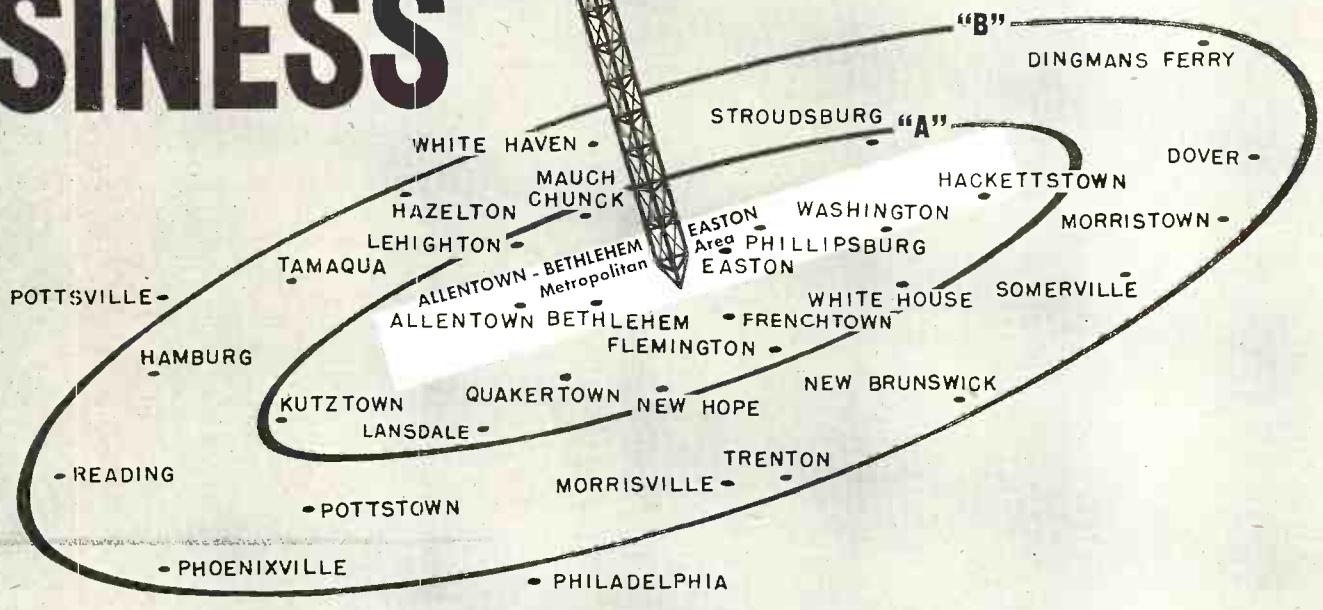 SINESS
"B"
DINGMANS FERRY
STROUDSBURG
"A"
WHITE HAVEN
DOVER
MAUCH
CHUNCK
HACKETTSTOWN
HAZELTON
EASTON
Area
WASHINGTON
MORRISTOWN
LEHIGHTON
PHILLIPSBURG
TAMAQUA
ALLENTOWN - BETHLEHEM
Metropolitan
EASTON
POTTSVILLE
WHITE HOUSE
SOMERVILLE
ALLENTOWN
BETHLEHEM
FRENCHTOWN
HAMBURG
FLEMINGTON
QUAKERTOWN
NEW BRUNSWICK
KUTZTOWN
NEW HOPE
LANSDALE
READING
TRENTON
MORRISVILLE
POTTSTOWN
PHOENIXVILLE
PHILADELPHIA